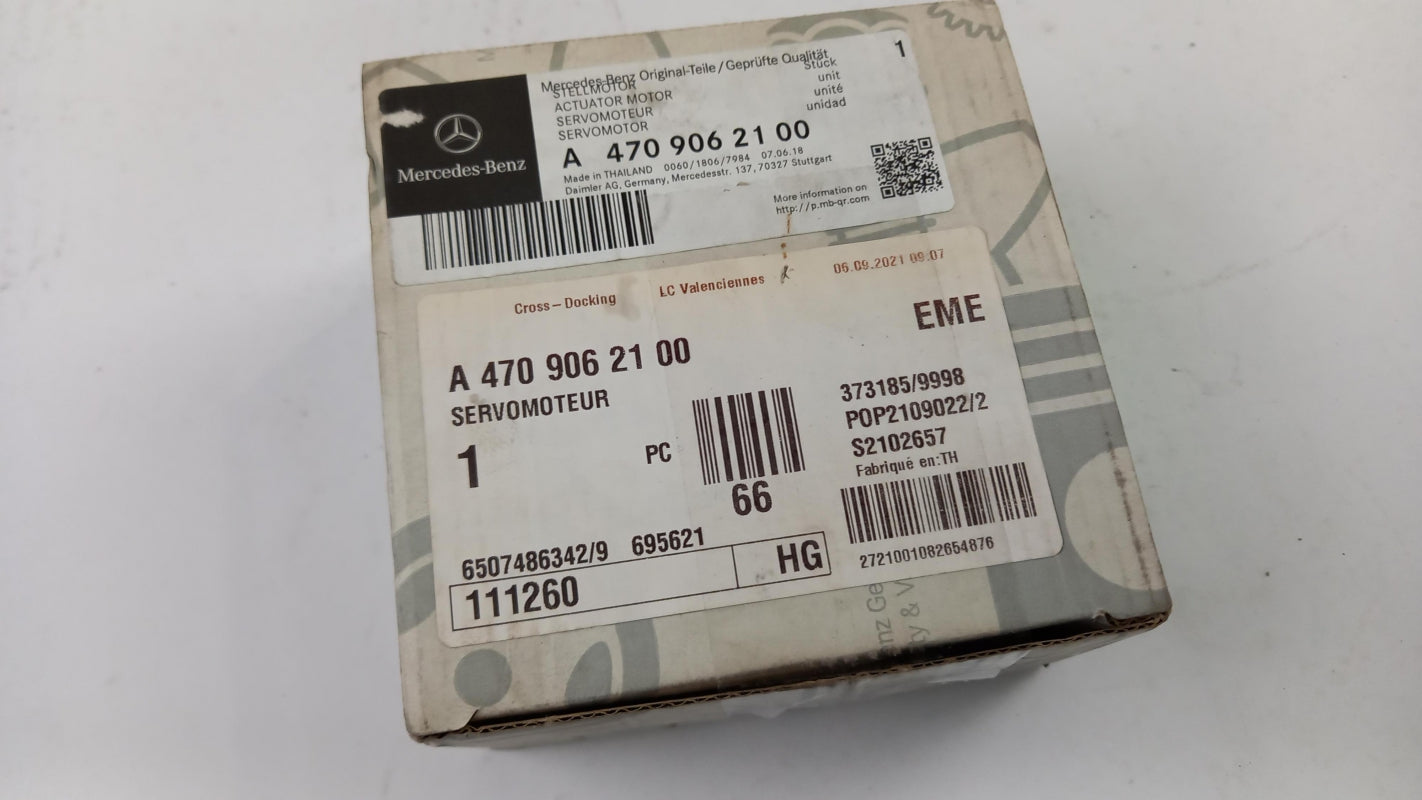 Mercedes-Benz
Mercedes-Benz Original-Teile / Geprüfte Qualität
1
STELLMOTOR
ACTUATOR MOTOR
SERVOMOTEUR
SERVOMOTOR
Stück
unit
unité
unidad
A 470 906 21 00
Made in THAILAND 0060/1806/7984 07.06.18
Daimler AG, Germany, Mercedesstr. 137, 70327 Stuttgart
More information on
http://p.mb-qr.com
Cross-Docking LC Valenciennes 06.09.2021 09:07
EME
A 470 906 21 00
SERVOMOTEUR
1 PC
66
373185/9998
POP2109022/2
S2102657
Fabriqué en:TH
2721001082654876
6507486342/9 695621
111260 HG